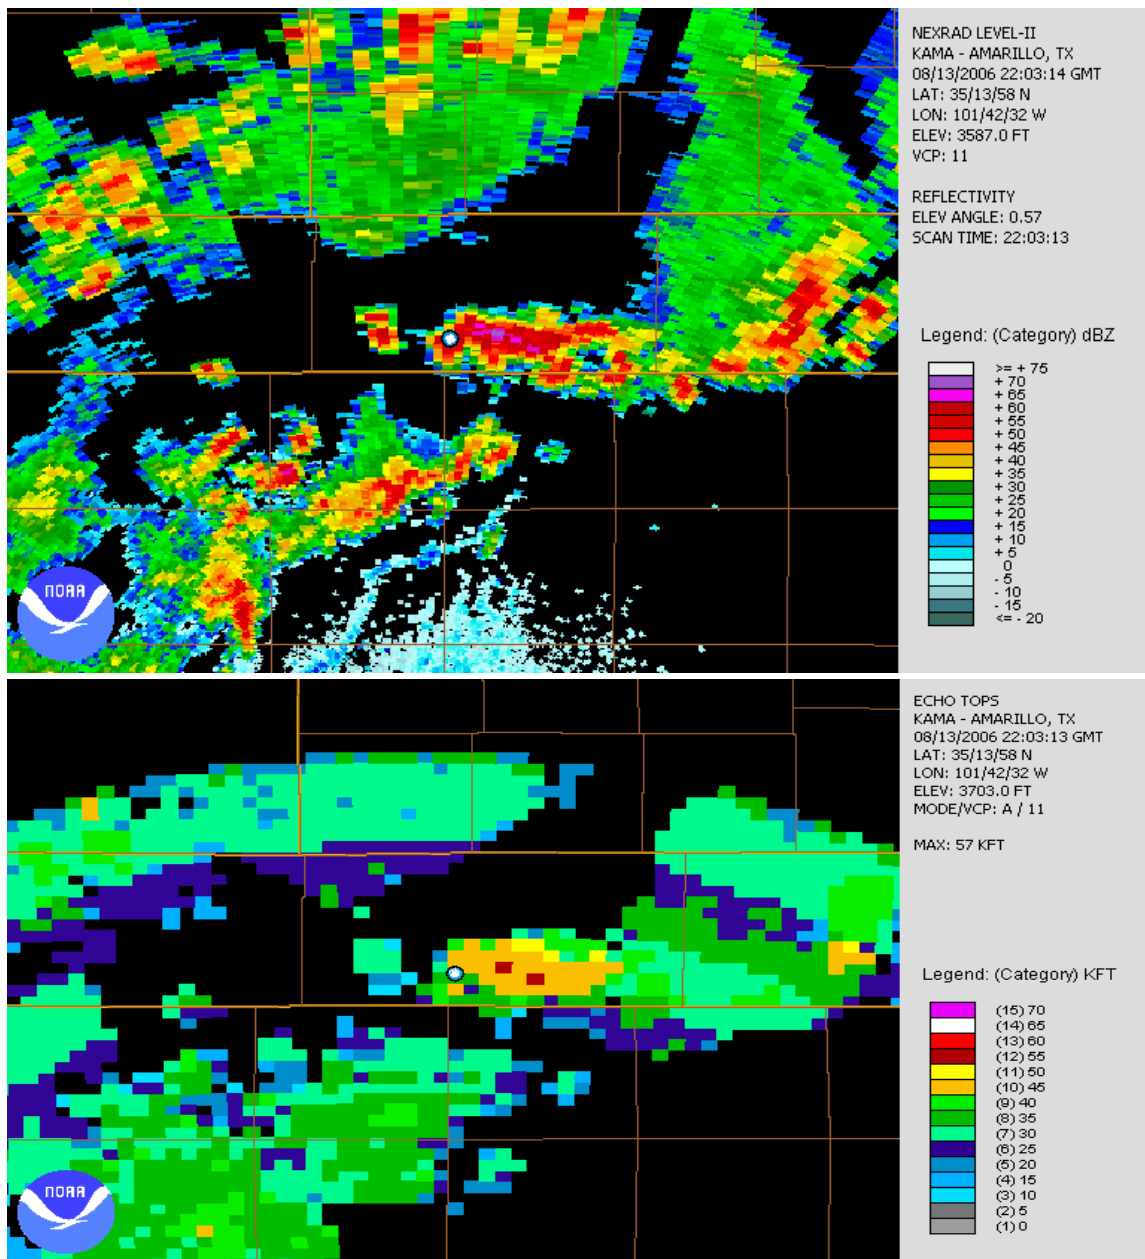 NEXRAD LEVEL-II
KAMA - AMARILLO, TX
08/13/2006 22:03:14 GMT
LAT: 35/13/58 N
LON: 101/42/32 W
ELEV: 3587.0 FT
VCP: 11
REFLECTIVITY
ELEV ANGLE: 0.57
SCAN TIME: 22:03:13
Legend: (Category) dBZ
>= + 75
+ 70
+ 65
+ 60
+ 55
+ 50
+ 45
+ 40
+ 35
+ 30
+ 25
+ 20
+ 15
+ 10
+ 5
0
- 5
- 10
- 15
<= - 20
NOAA
ECHO TOPS
KAMA - AMARILLO, TX
08/13/2006 22:03:13 GMT
LAT: 35/13/58 N
LON: 101/42/32 W
ELEV: 3703.0 FT
MODE/VCP: A / 11
MAX: 57 KFT
Legend: (Category) KFT
(15) 70
(14) 65
(13) 60
(12) 55
(11) 50
(10) 45
(9) 40
(8) 35
(7) 30
(6) 25
(5) 20
(4) 15
(3) 10
(2) 5
(1) 0
NOAA